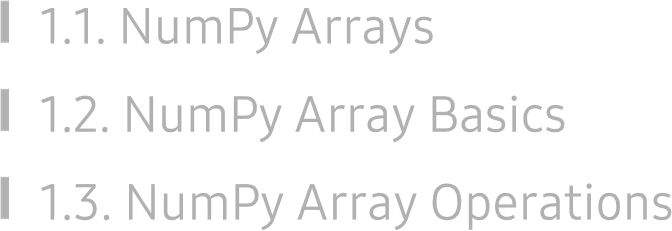 1.1. NumPy Arrays
1.2. NumPy Array Basics
1.3. NumPy Array Operations